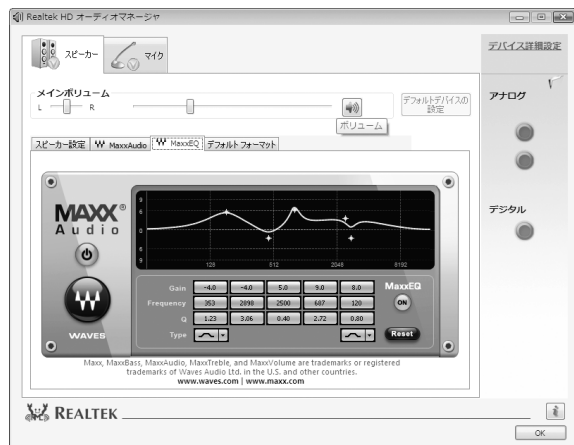 Realtek HD オーディオマネージャ
スピーカー
マイク
デバイス詳細設定
メインボリューム
L R
デフォルトデバイスの
設定
ボリューム
アナログ
デジタル
スピーカー設定 MaxxAudio MaxxEQ デフォルトフォーマット
MAXX®
Audio
WAVES
9
6
3
0
6
9
128 512 2048 8192
Gain -4.0 -4.0 5.0 9.0 8.0 MaxxEQ
Frequency 353 2898 2500 687 120 ON
Q 1.23 3.06 0.40 2.72 0.80
Type Reset
Maxx, MaxxBass, MaxxAudio, MaxxTreble, and MaxxVolume are trademarks or registered
trademarks of Waves Audio Ltd. in the U.S. and other countries.
www.waves.com | www.maxx.com
REALTEK
i
OK